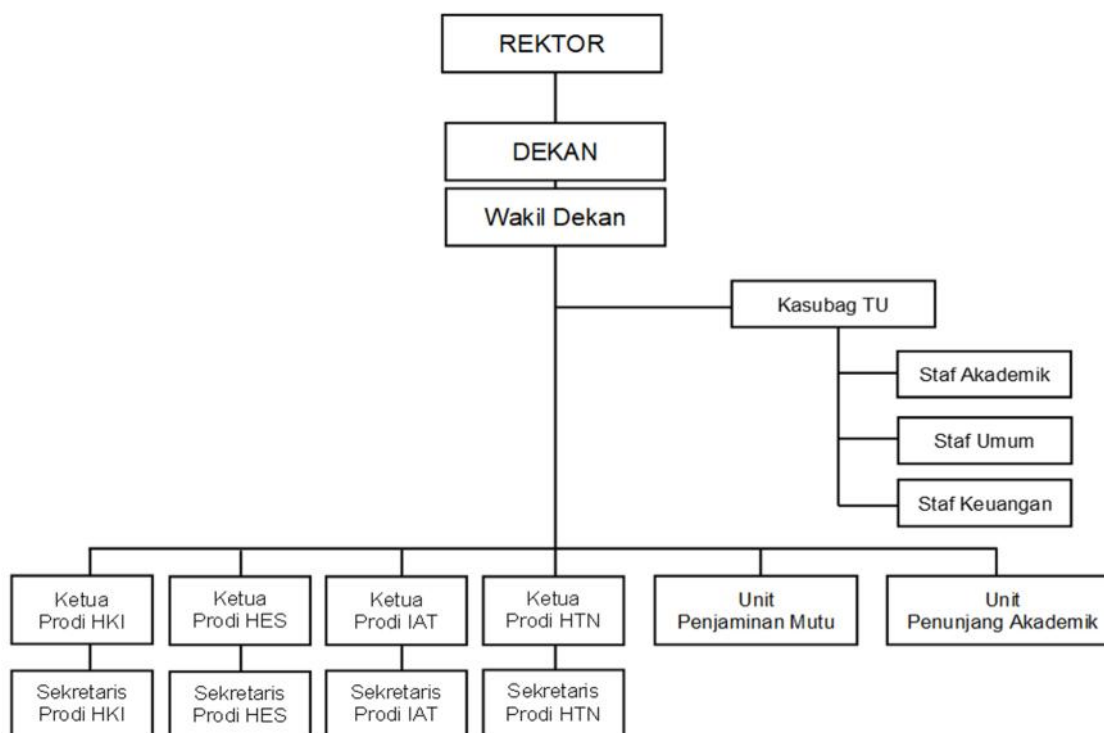 REKTOR
DEKAN
Wakil Dekan
Kasubag TU
Staf Akademik
Staf Umum
Staf Keuangan
Ketua
Prodi HKI
Ketua
Prodi HES
Ketua
Prodi IAT
Ketua
Prodi HTN
Unit
Penjaminan Mutu
Unit
Penunjang Akademik
Sekretaris
Prodi HKI
Sekretaris
Prodi HES
Sekretaris
Prodi IAT
Sekretaris
Prodi HTN